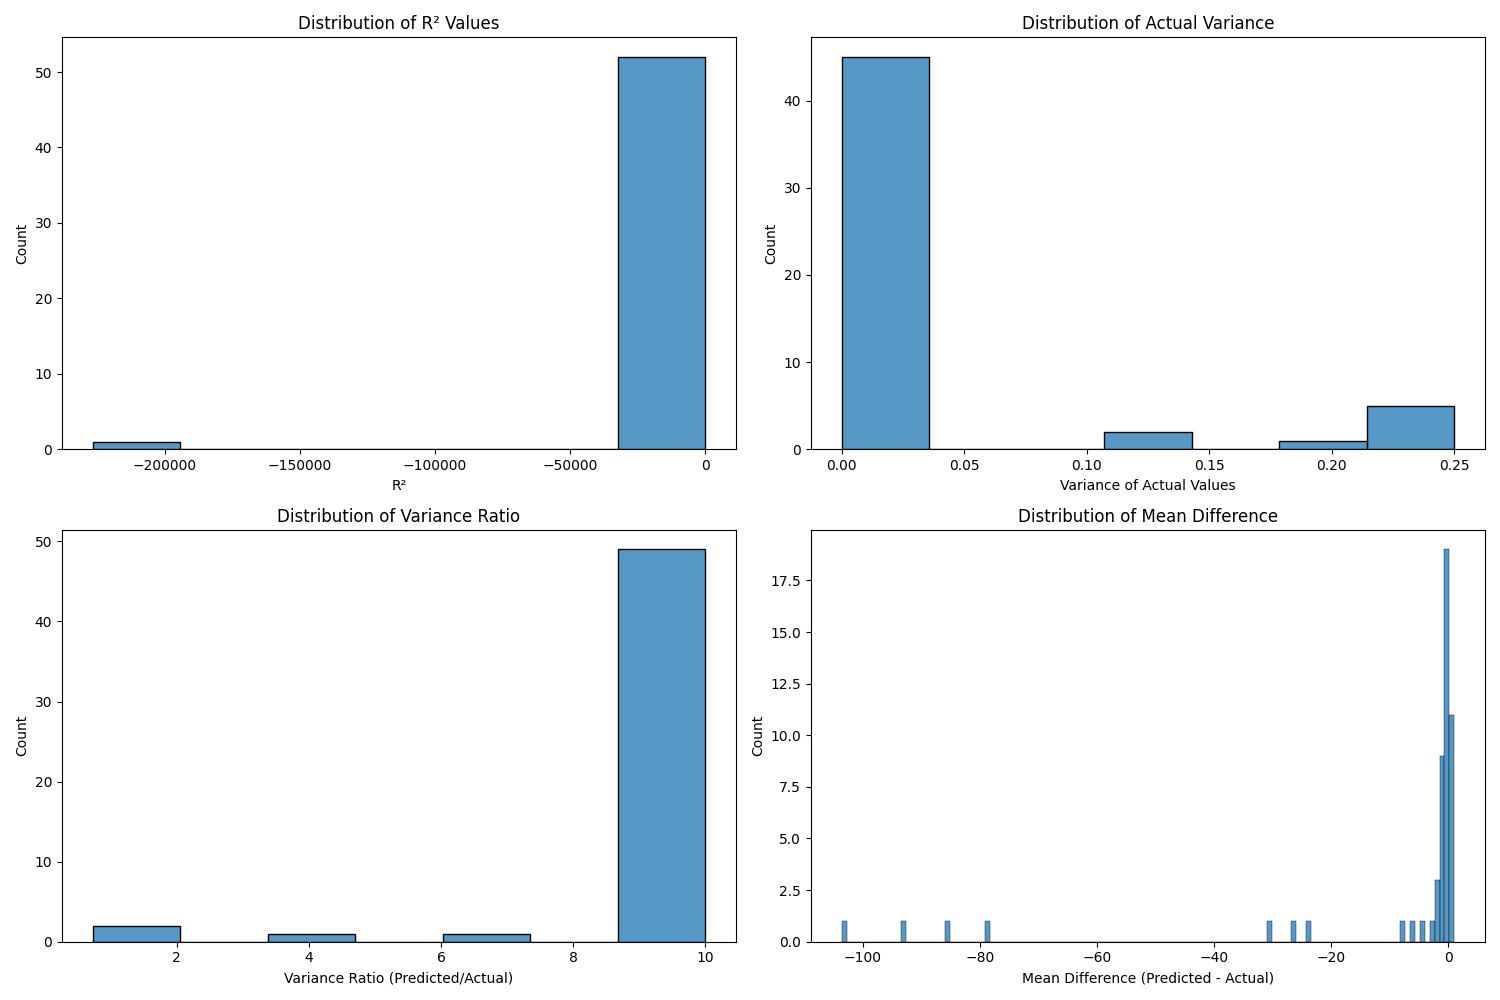 Distribution of R² Values
Count
50
40
30
20
10
0
−200000 −150000 −100000 −50000 0
R²
Distribution of Actual Variance
Count
40
30
20
10
0
0.00 0.05 0.10 0.15 0.20 0.25
Variance of Actual Values
Distribution of Variance Ratio
Count
50
40
30
20
10
0
2 4 6 8 10
Variance Ratio (Predicted/Actual)
Distribution of Mean Difference
Count
17.5
15.0
12.5
10.0
7.5
5.0
2.5
0.0
−100 −80 −60 −40 −20 0
Mean Difference (Predicted - Actual)